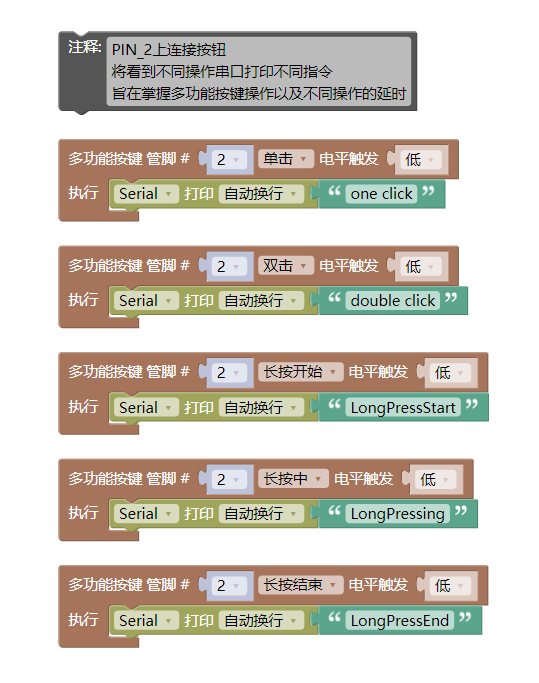 注释: PIN_2上连接按钮
将看到不同操作串口打印不同指令
旨在掌握多功能按键操作以及不同操作的延时
多功能按键 管脚 # 2 单击 电平触发 低
执行 Serial 打印 自动换行 “ one click ”
多功能按键 管脚 # 2 双击 电平触发 低
执行 Serial 打印 自动换行 “ double click ”
多功能按键 管脚 # 2 长按开始 电平触发 低
执行 Serial 打印 自动换行 “ LongPressStart ”
多功能按键 管脚 # 2 长按中 电平触发 低
执行 Serial 打印 自动换行 “ LongPressing ”
多功能按键 管脚 # 2 长按结束 电平触发 低
执行 Serial 打印 自动换行 “ LongPressEnd ”